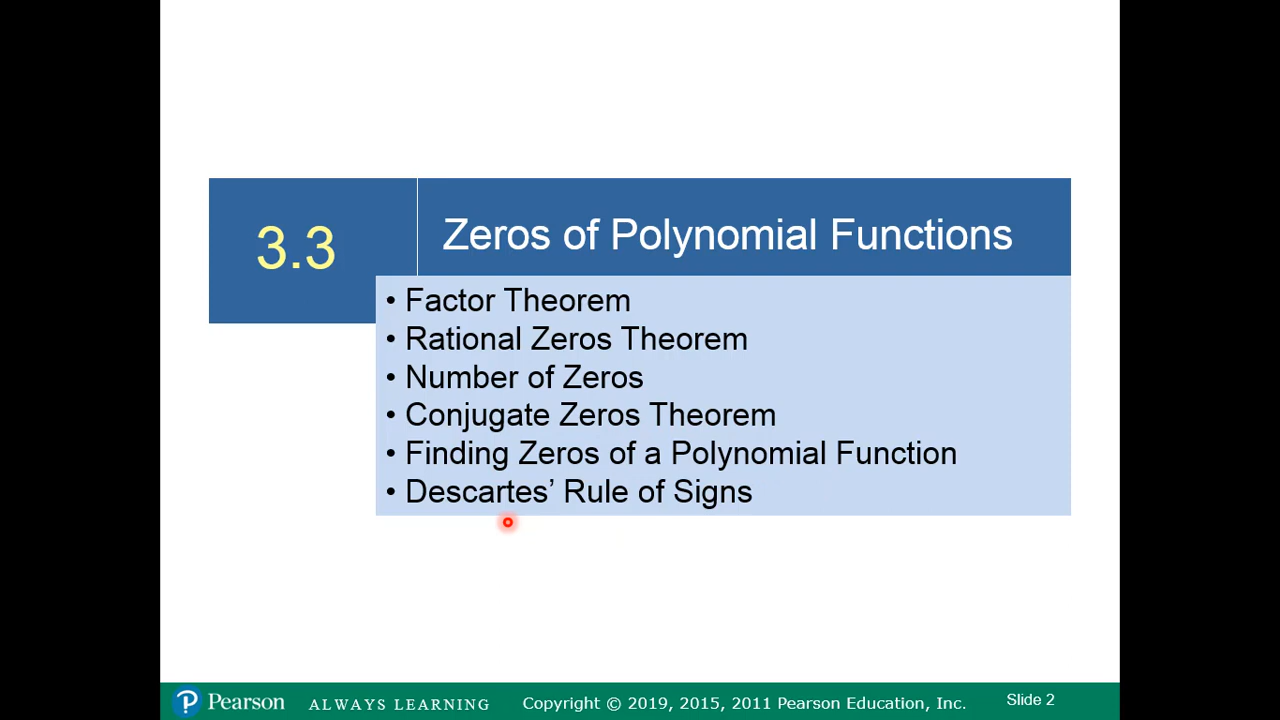 3.3
Zeros of Polynomial Functions
• Factor Theorem
• Rational Zeros Theorem
• Number of Zeros
• Conjugate Zeros Theorem
• Finding Zeros of a Polynomial Function
• Descartes’ Rule of Signs
Pearson ALWAYS LEARNING Copyright © 2019, 2015, 2011 Pearson Education, Inc. Slide 2